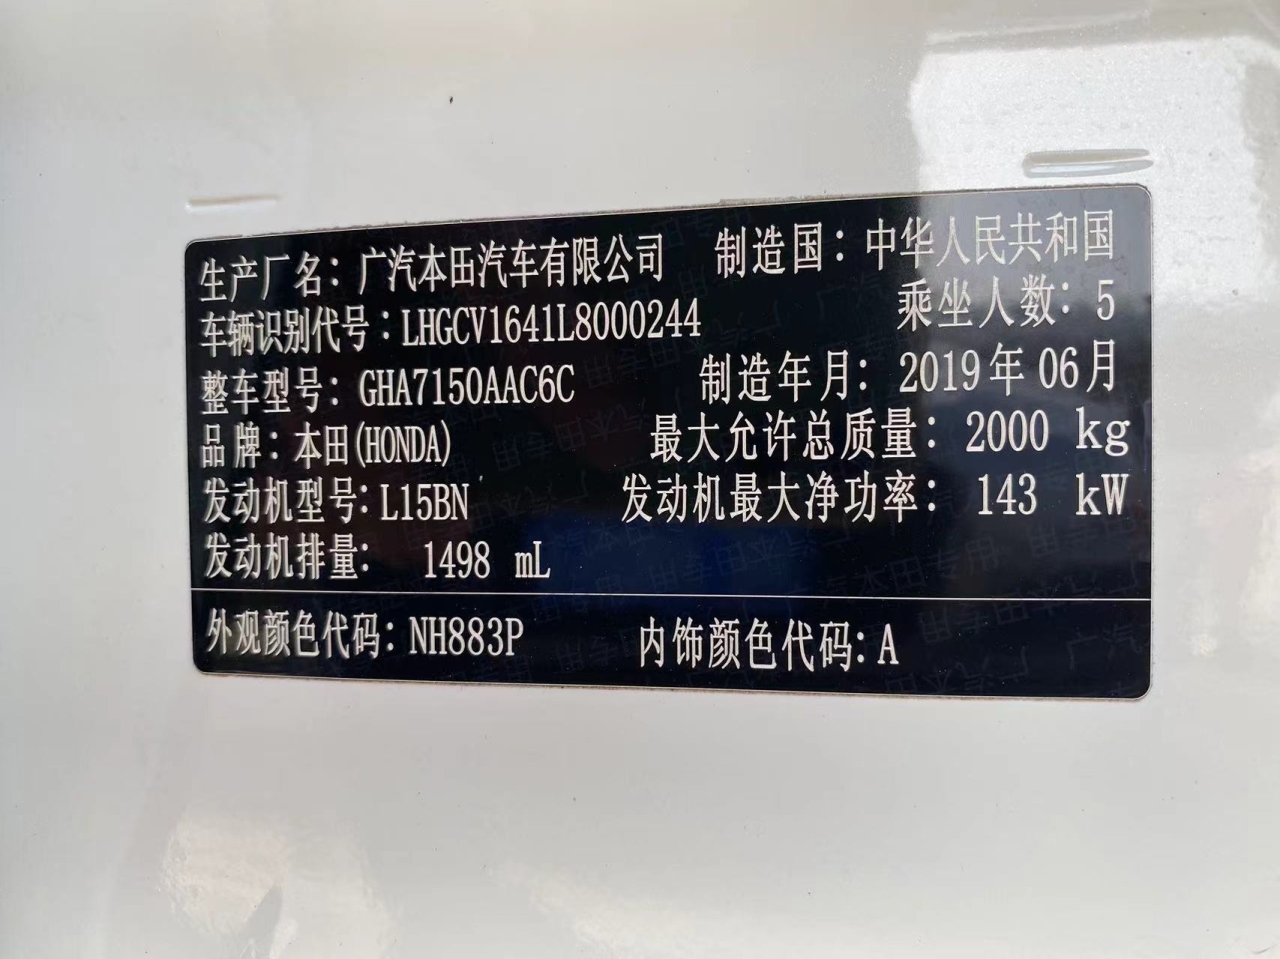 生产厂名：广汽本田汽车有限公司 制造国：中华人民共和国
车辆识别代号：LHGCV1641L8000244 乘坐人数：5
整车型号：GHA7150AAC6C 制造年月：2019年06月
品牌：本田(HONDA) 最大允许总质量：2000 kg
发动机型号：L15BN 发动机最大净功率：143 kW
发动机排量：1498 mL
外观颜色代码：NH883P 内饰颜色代码：A